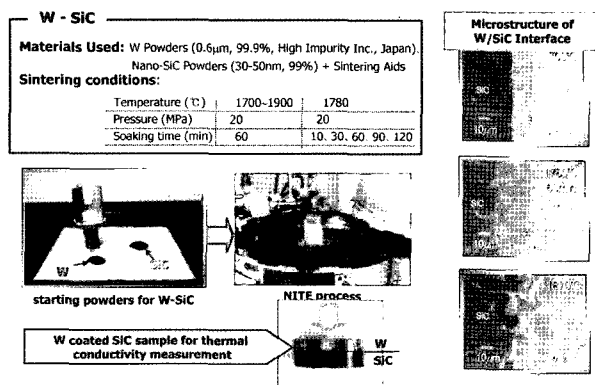 W - SiC
Materials Used: W Powders (0.6μm, 99.9%, High Impurity Inc., Japan).
Nano-SiC Powders (30-50nm, 99%) + Sintering Aids
Sintering conditions:
Temperature (℃) 1700~1900 1780
Pressure (MPa) 20 20
Soaking time (min) 60 10, 30, 60, 90, 120
W
SiC
starting powders for W-SiC
NITE process
W coated SiC sample for thermal
conductivity measurement
W
SiC
Microstructure of
W/SiC Interface
SiC
10μm
SiC
10μm
SiC
10μm